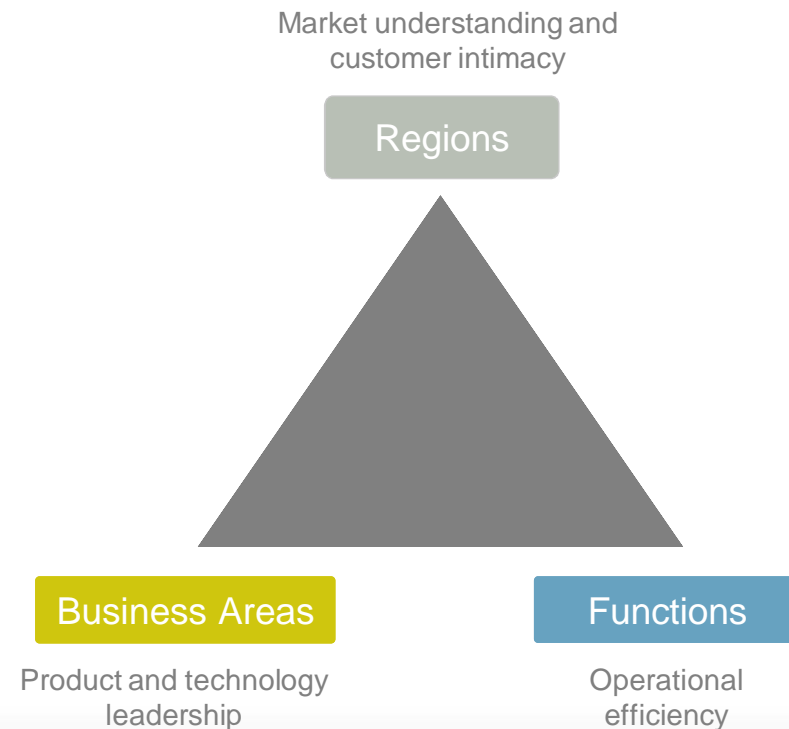 Market understanding and
customer intimacy
Regions
Business Areas
Functions
Product and technology
leadership
Operational
efficiency